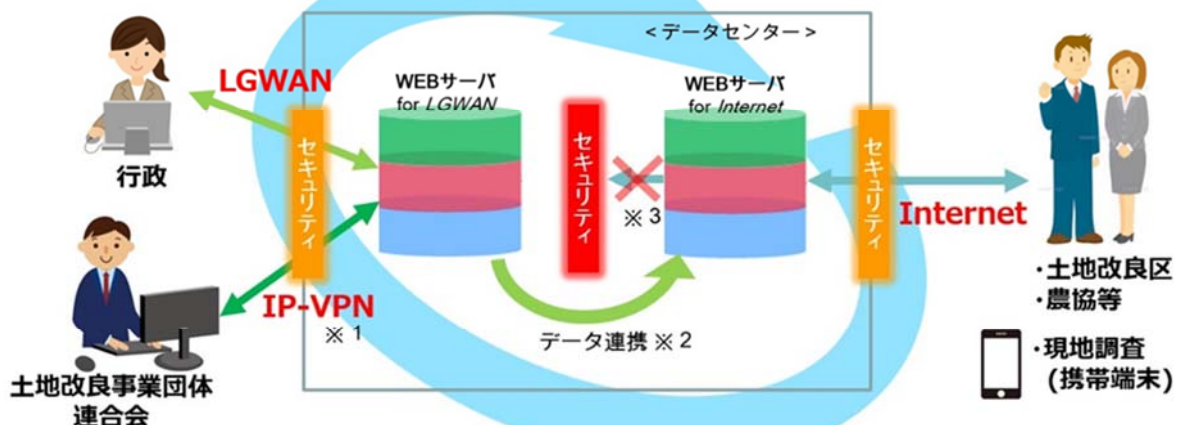 <データセンター>
LGWAN
WEBサーバ
for LGWAN
WEBサーバ
for Internet
セキュリティ
セキュリティ
セキュリティ
※3
行政
Internet
IP-VPN
※1
データ連携 ※2
土地改良事業団体
連合会
・土地改良区
・農協等
・現地調査
(携帯端末)